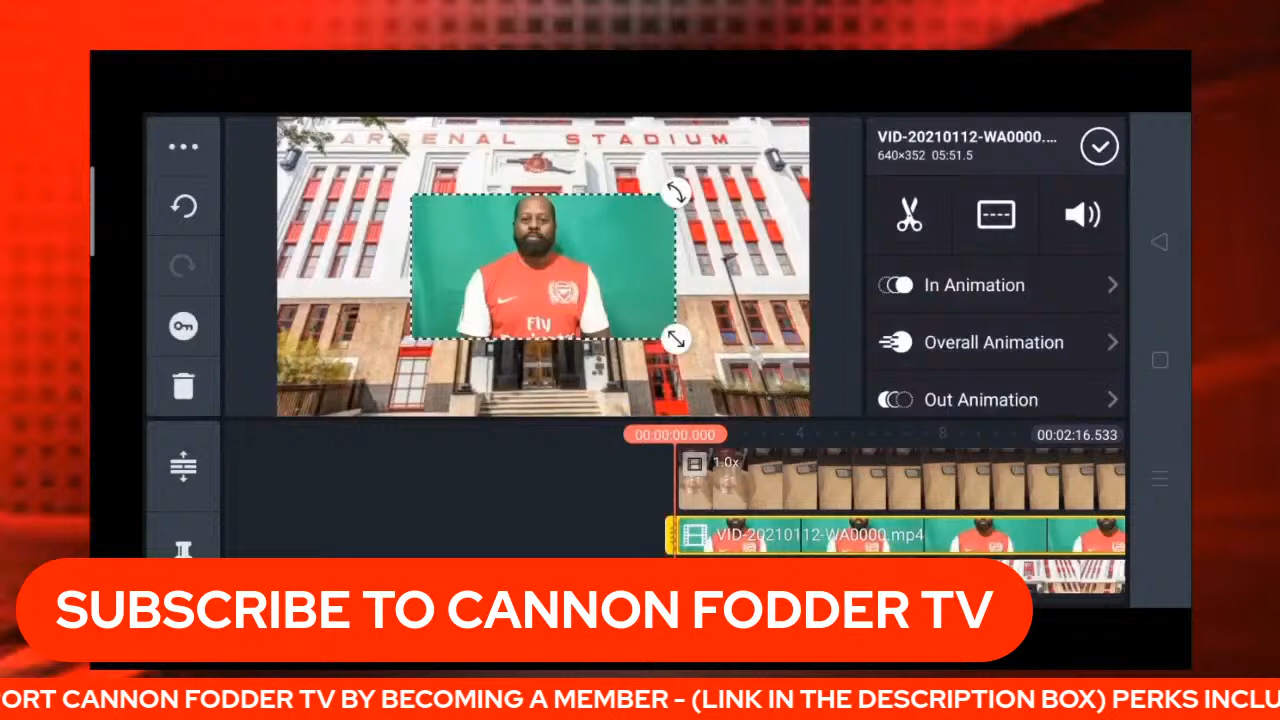 ARSENAL STADIUM
Fly
VID-20210112-WA0000....
640×352 05:51.5
In Animation
Overall Animation
Out Animation
00:00:00.000
4
8
00:02:16.533
1.0x
VID-20210112-WA0000.mp4
SUBSCRIBE TO CANNON FODDER TV
ORT CANNON FODDER TV BY BECOMING A MEMBER - (LINK IN THE DESCRIPTION BOX) PERKS INCLU